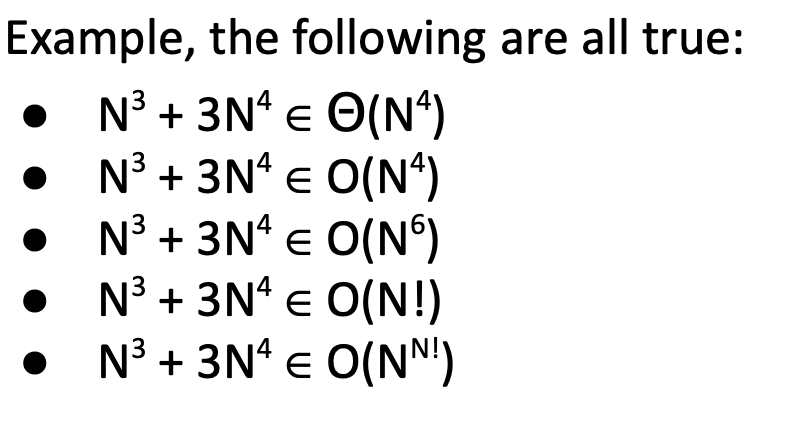 Example, the following are all true:
● N³ + 3N⁴ ∈ Θ(N⁴)
● N³ + 3N⁴ ∈ O(N⁴)
● N³ + 3N⁴ ∈ O(N⁶)
● N³ + 3N⁴ ∈ O(N!)
● N³ + 3N⁴ ∈ O(Nᴺ!)